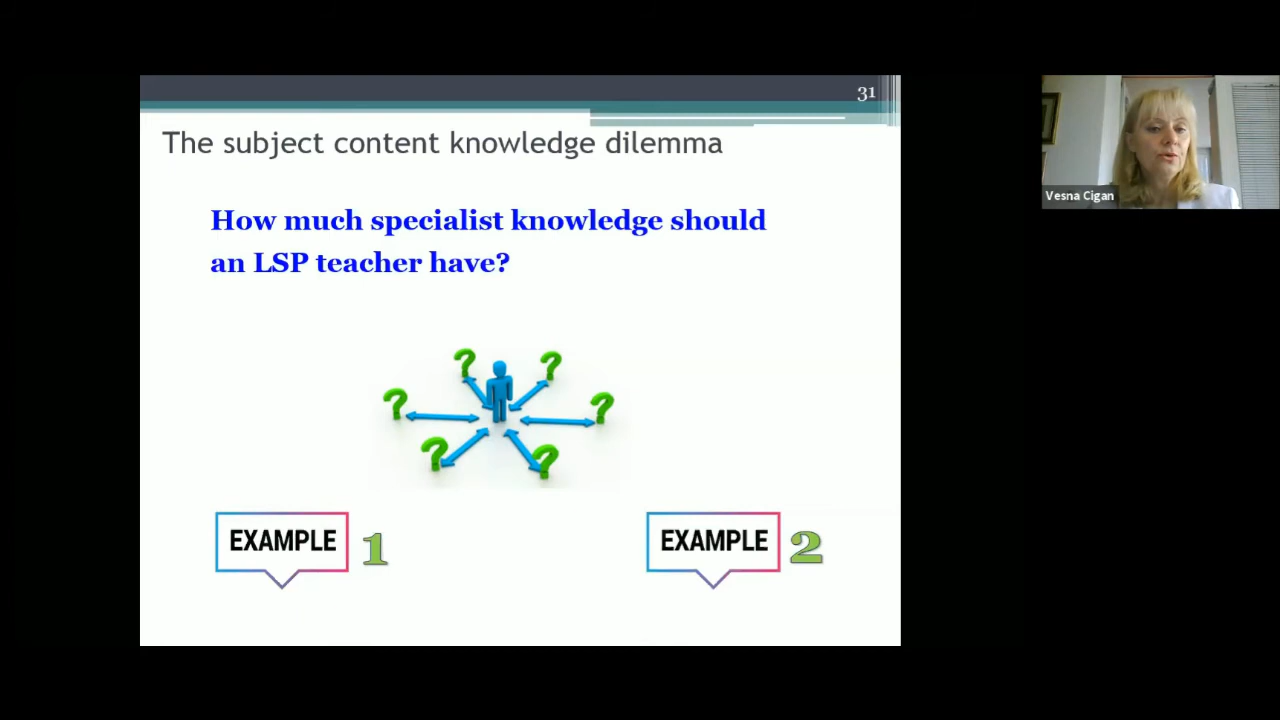 31
The subject content knowledge dilemma
How much specialist knowledge should
an LSP teacher have?
? ? ? ? ? ?
EXAMPLE 1
EXAMPLE 2
Vesna Cigan